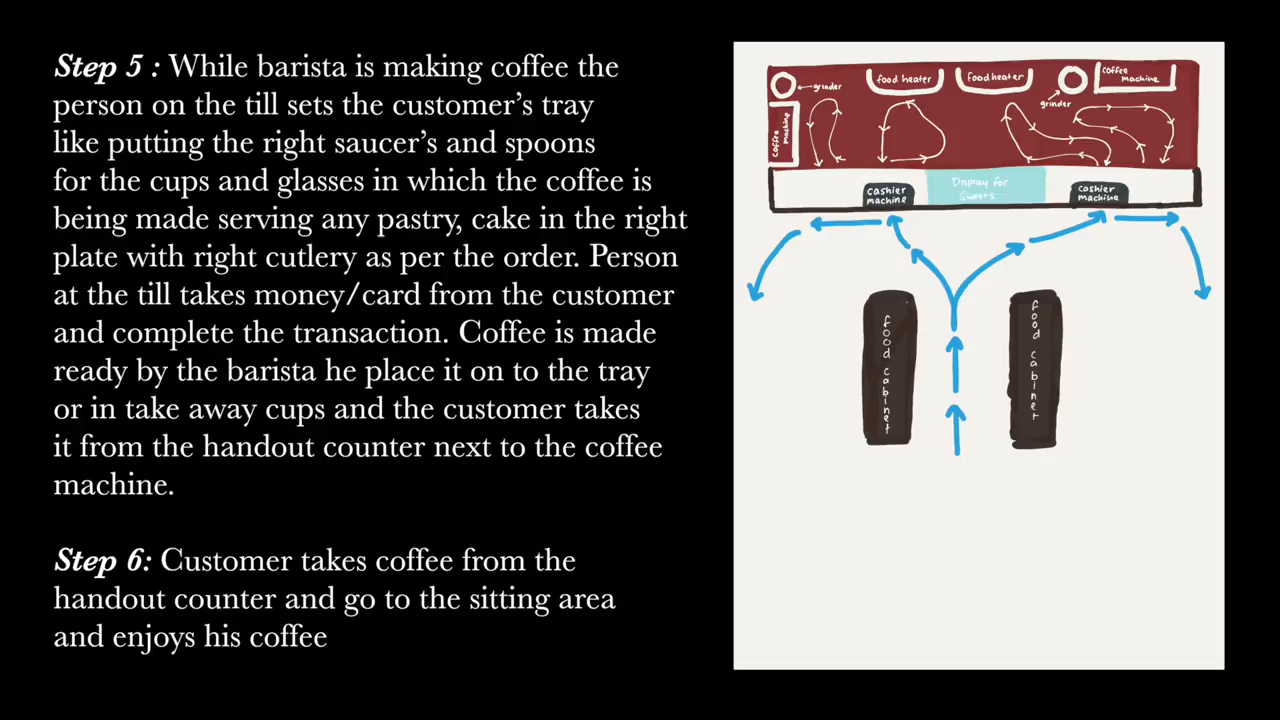 Step 5 : While barista is making coffee the
person on the till sets the customer’s tray
like putting the right saucer’s and spoons
for the cups and glasses in which the coffee is
being made serving any pastry, cake in the right
plate with right cutlery as per the order. Person
at the till takes money/card from the customer
and complete the transaction. Coffee is made
ready by the barista he place it on to the tray
or in take away cups and the customer takes
it from the handout counter next to the coffee
machine.
Step 6: Customer takes coffee from the
handout counter and go to the sitting area
and enjoys his coffee
grinder
food heater
food heater
coffee
machine
grinder
coffee
machine
cashier
machine
Display for
Sweets
cashier
machine
food cabinet
food cabinet